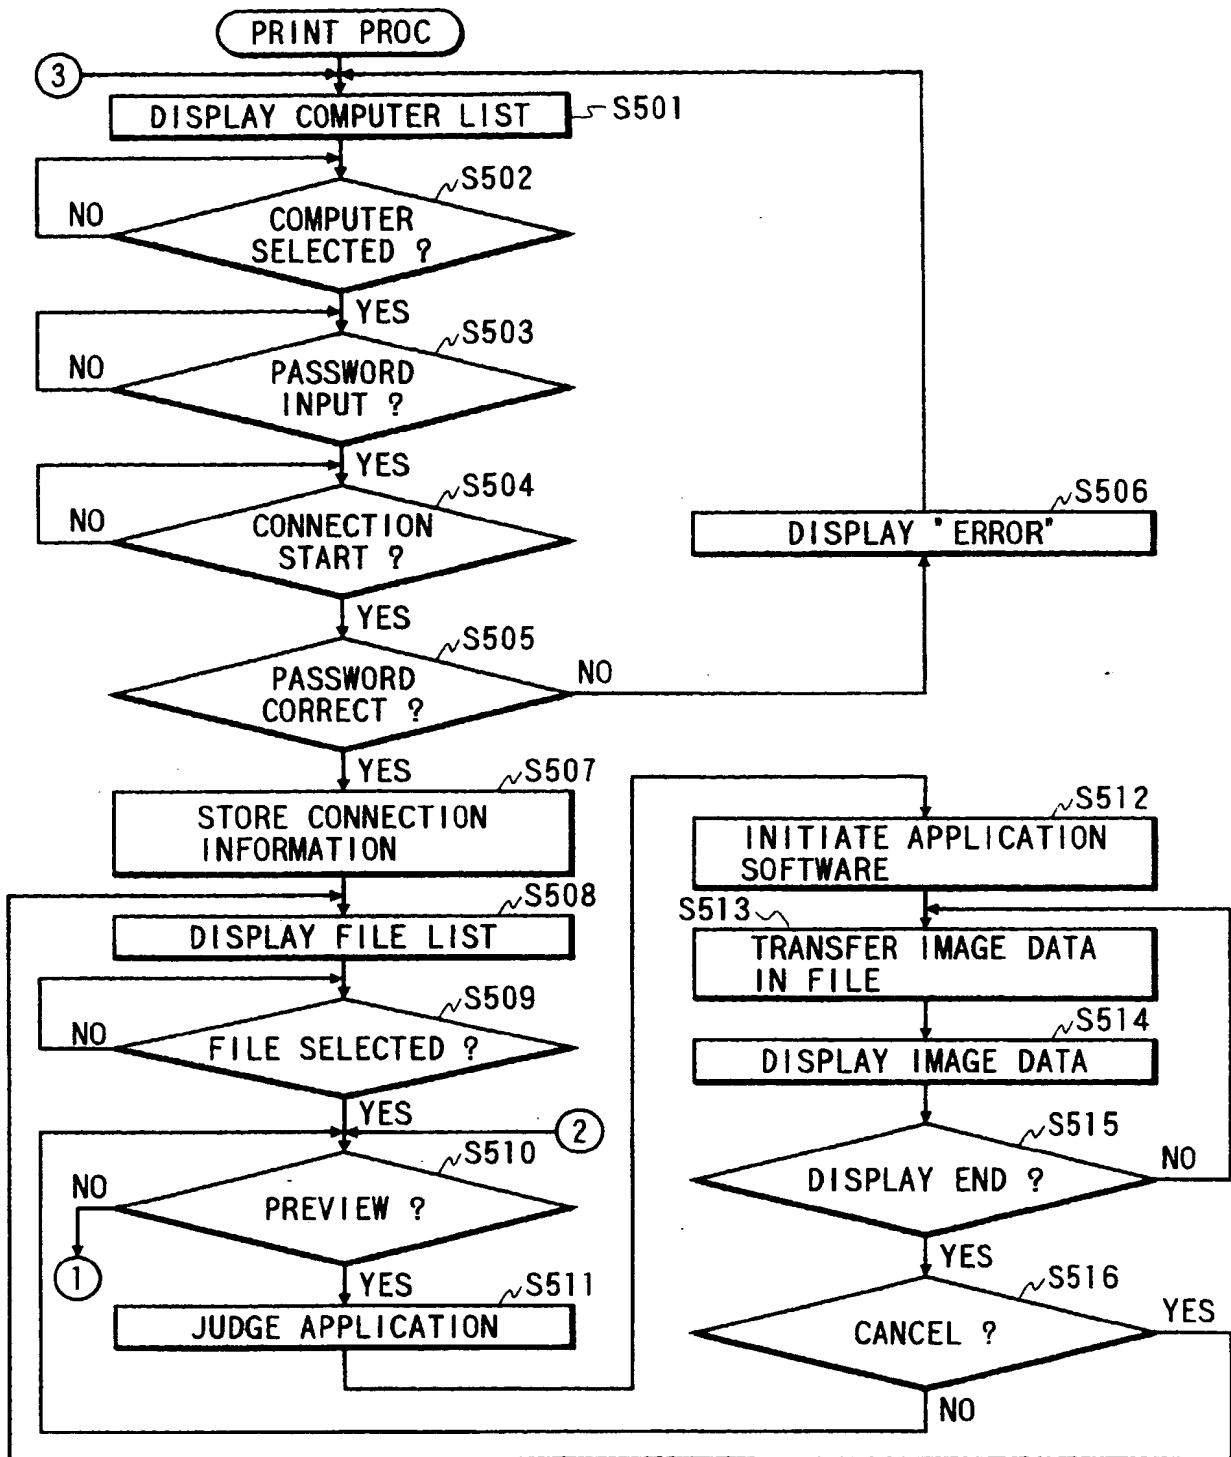 PRINT PROC
3
DISPLAY COMPUTER LIST
S501
S502
COMPUTER
SELECTED ?
NO
YES
S503
PASSWORD
INPUT ?
NO
YES
S504
CONNECTION
START ?
NO
YES
S505
PASSWORD
CORRECT ?
NO
S506
DISPLAY "ERROR"
YES
S507
STORE CONNECTION
INFORMATION
S508
DISPLAY FILE LIST
S509
FILE SELECTED ?
NO
YES
2
S510
PREVIEW ?
NO
1
YES
S511
JUDGE APPLICATION
S512
INITIATE APPLICATION
SOFTWARE
S513
TRANSFER IMAGE DATA
IN FILE
S514
DISPLAY IMAGE DATA
S515
DISPLAY END ?
NO
YES
S516
CANCEL ?
YES
NO